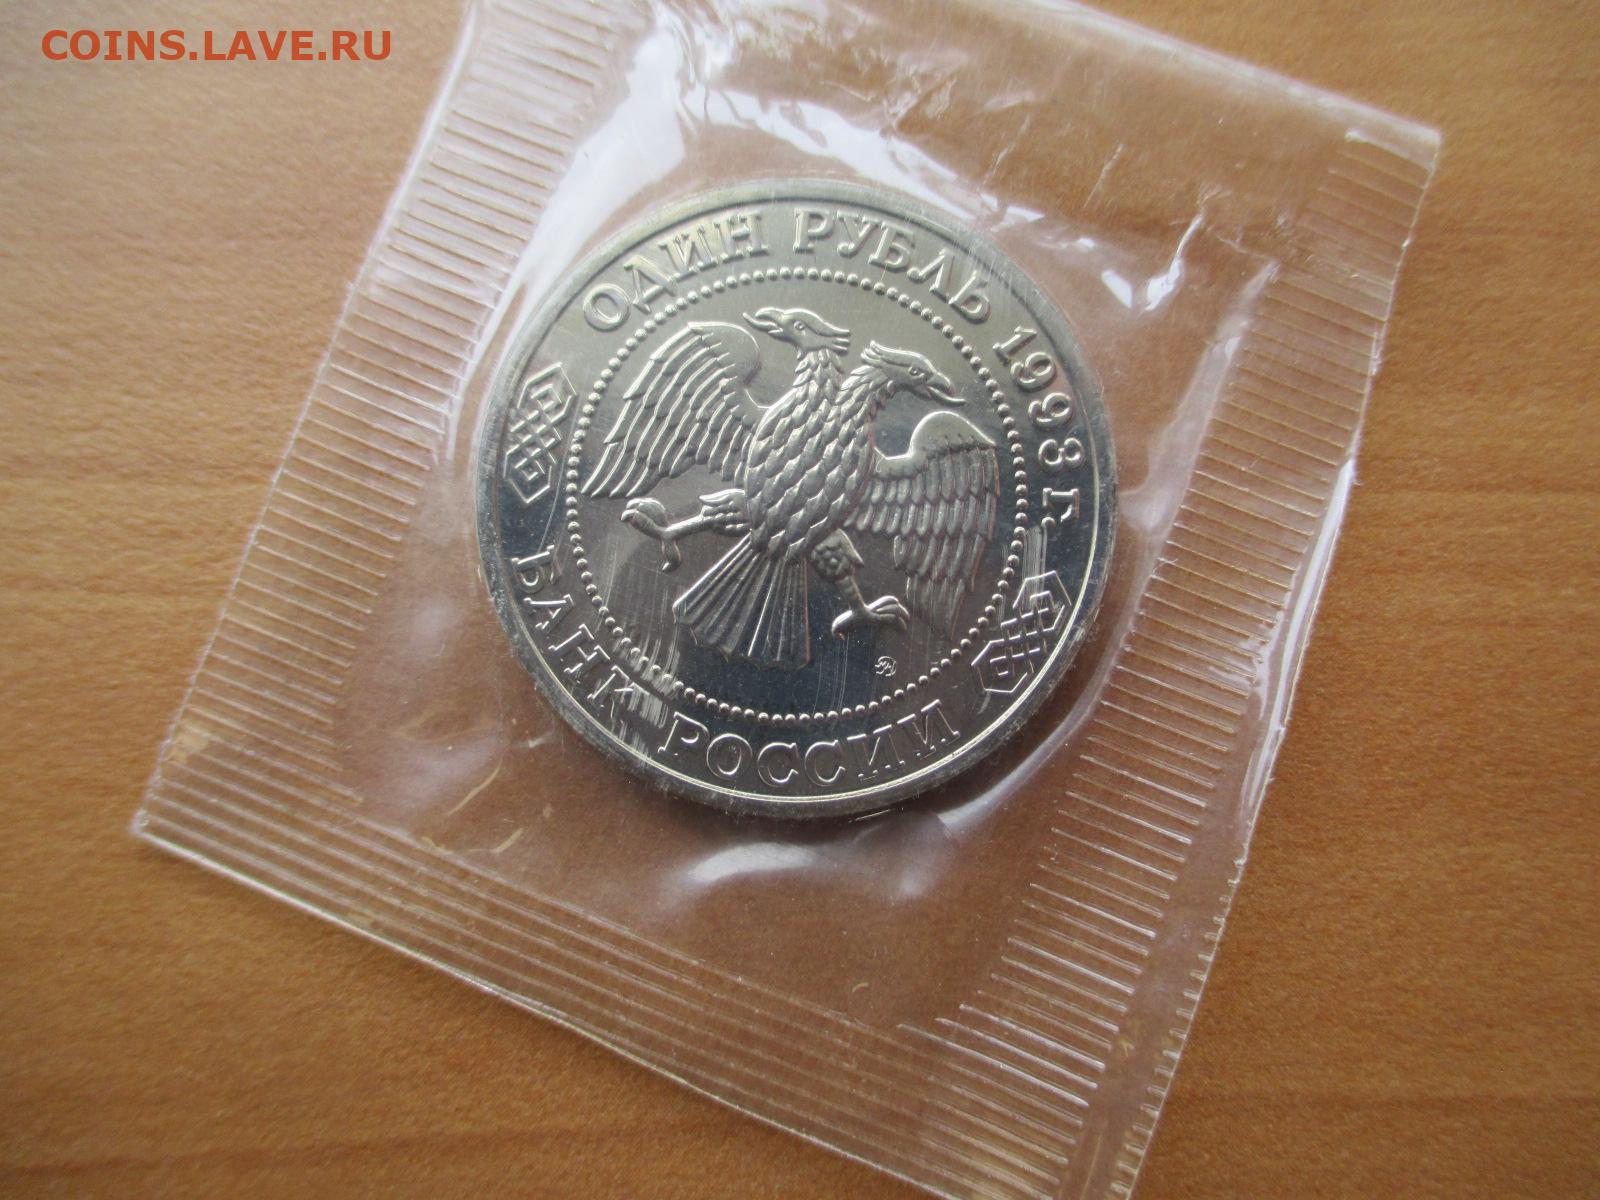 COINS.LAVE.RU
ОДИН РУБЛЬ 1993 г.
БАНК РОССИИ